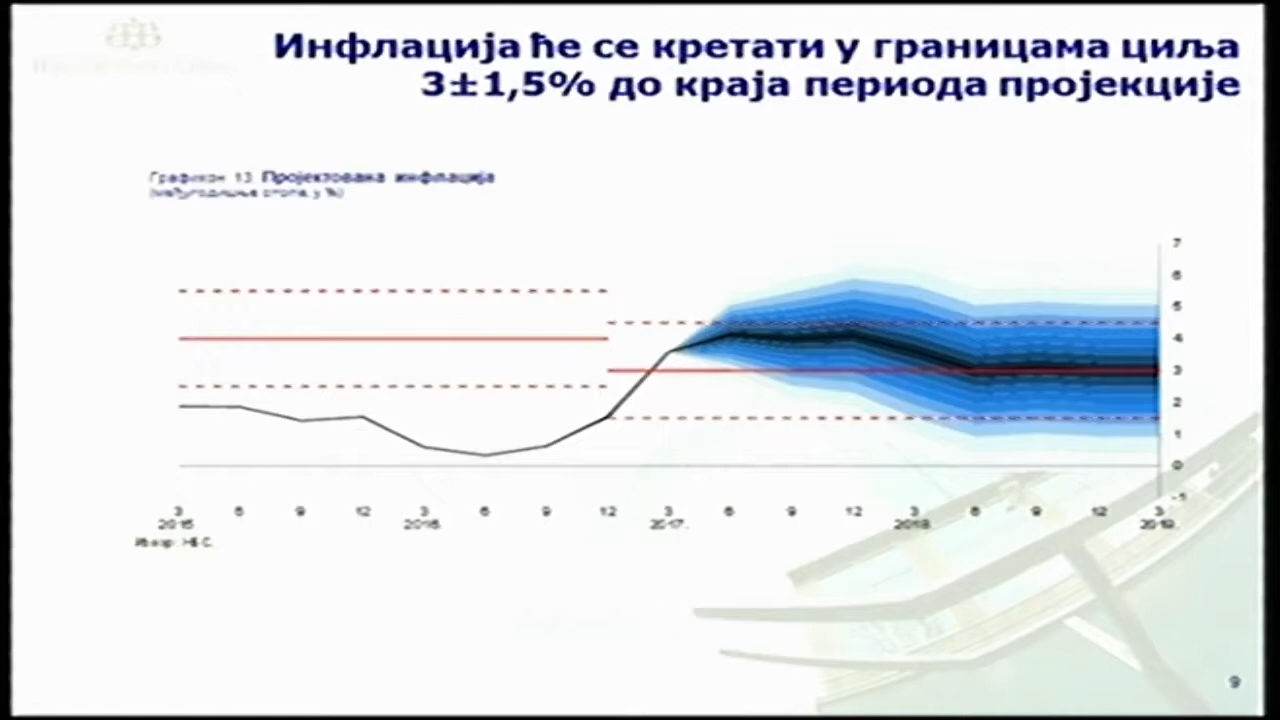 Инфлација ће се кретати у границама циља
3±1,5% до краја периода пројекције
Графикон 13. Пројектована инфлација
(међугодишње стопе, у %)
7
6
5
4
3
2
1
0
-1
3 6 9 12 3 6 9 12 3 6 9 12 3 6 9 12 3
2015. 2016. 2017. 2018. 2019.
Извор: НБС.
9